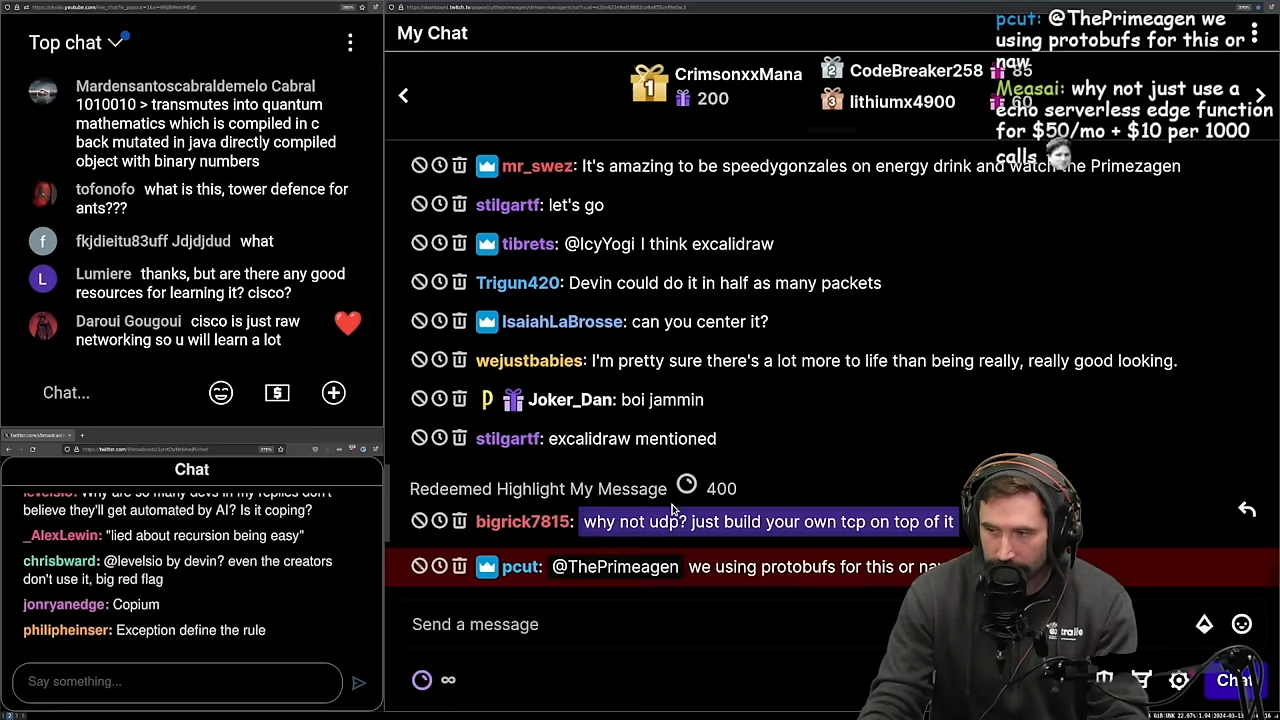 Top chat
Mardensantoscabraldemelo Cabral
1010010 > transmutes into quantum
mathematics which is compiled in c
back mutated in java directly compiled
object with binary numbers
tofonofo what is this, tower defence for
ants???
f fkjdieitu83uff Jdjdjdud what
L Lumiere thanks, but are there any good
resources for learning it? cisco?
Daroui Gougoui cisco is just raw
networking so u will learn a lot
Chat...
Chat
levelsio: Why are so many devs in my replies don't
believe they'll get automated by AI? Is it coping?
_AlexLewin: "lied about recursion being easy"
chrisbward: @levelsio by devin? even the creators
don't use it, big red flag
jonryanedge: Copium
philipheinser: Exception define the rule
Say something...
My Chat
1 CrimsonxxMana
200
2 CodeBreaker258 85
3 lithiumx4900 60
pcut: @ThePrimeagen we
using protobufs for this or
naw
Measai: why not just use a
echo serverless edge function
for $50/mo + $10 per 1000
calls
mr_swez: It's amazing to be speedygonzales on energy drink and watch the Primezagen
stilgartf: let's go
tibrets: @IcyYogi I think excalidraw
Trigun420: Devin could do it in half as many packets
IsaiahLaBrosse: can you center it?
wejustbabies: I'm pretty sure there's a lot more to life than being really, really good looking.
Joker_Dan: boi jammin
stilgartf: excalidraw mentioned
Redeemed Highlight My Message 400
bigrick7815: why not udp? just build your own tcp on top of it
pcut: @ThePrimeagen we using protobufs for this or naw
Send a message
∞
Chat